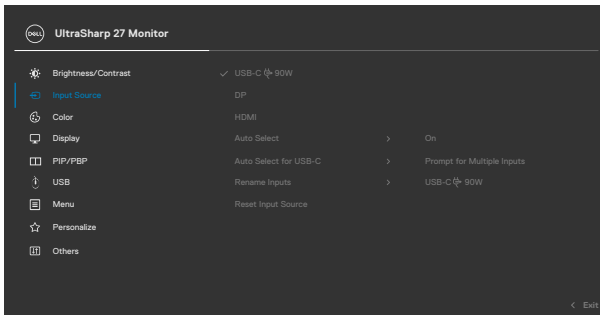 DELL UltraSharp 27 Monitor
Brightness/Contrast ✓ USB-C 90W
Input Source DP
Color HDMI
Display Auto Select > On
PIP/PBP Auto Select for USB-C > Prompt for Multiple Inputs
USB Rename Inputs > USB-C 90W
Menu Reset Input Source
Personalize
Others
< Exit